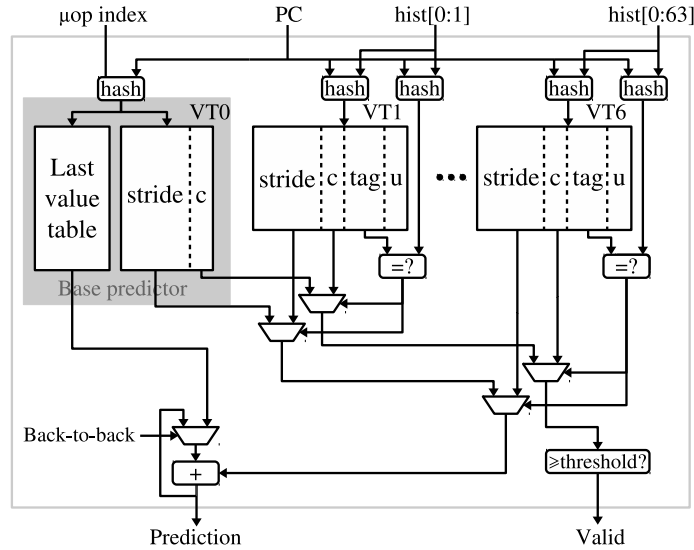 μop index
PC
hist[0:1]
hist[0:63]
hash
hash
hash
hash
hash
VT0
VT1
VT6
Last
value
table
stride
c
stride
c
tag
u
•••
stride
c
tag
u
=?
=?
Base predictor
Back-to-back
+
⩾threshold?
Prediction
Valid